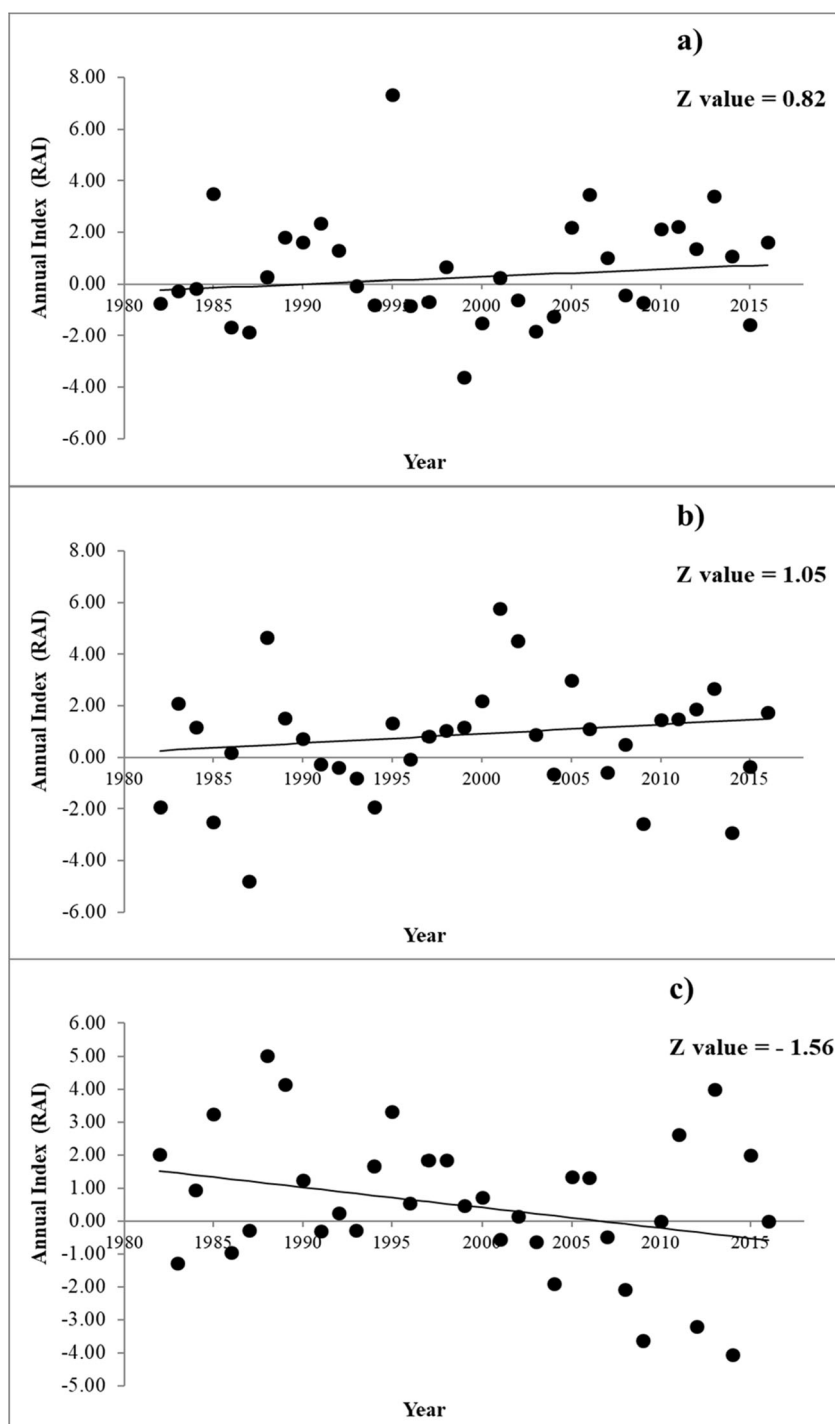 a)
Z value = 0.82
Annual Index (RAI)
8.00
6.00
4.00
2.00
0.00
-2.00
-4.00
-6.00
1980 1985 1990 1995 2000 2005 2010 2015
Year
b)
Z value = 1.05
Annual Index (RAI)
8.00
6.00
4.00
2.00
0.00
-2.00
-4.00
-6.00
1980 1985 1990 1995 2000 2005 2010 2015
Year
c)
Z value = - 1.56
Annual Index (RAI)
6.00
5.00
4.00
3.00
2.00
1.00
0.00
-1.00
-2.00
-3.00
-4.00
-5.00
1980 1985 1990 1995 2000 2005 2010 2015
Year